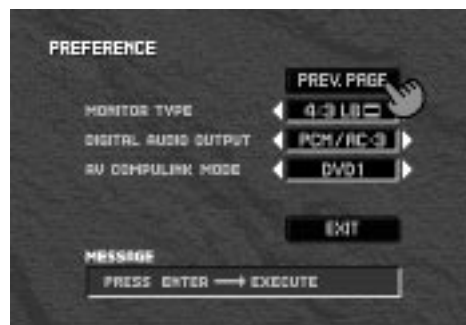 PREFERENCE
PREV. PAGE
MONITOR TYPE 4:3 LB
DIGITAL AUDIO OUTPUT PCM/AC-3
AV COMPULINK MODE DVD1
EXIT
MESSAGE
PRESS ENTER → EXECUTE